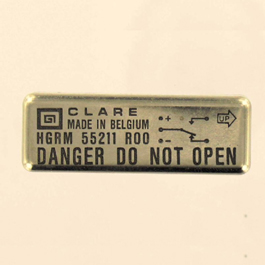 CLARE
MADE IN BELGIUM
HGRM 55211 R00
+
-
UP
DANGER DO NOT OPEN